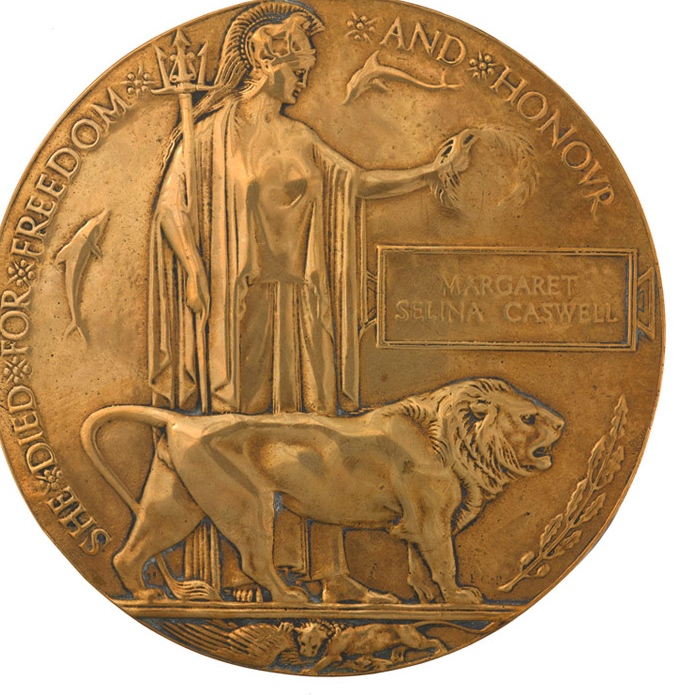 SHE DIED FOR FREEDOM AND HONOVR
MARGARET
SELINA CASWELL